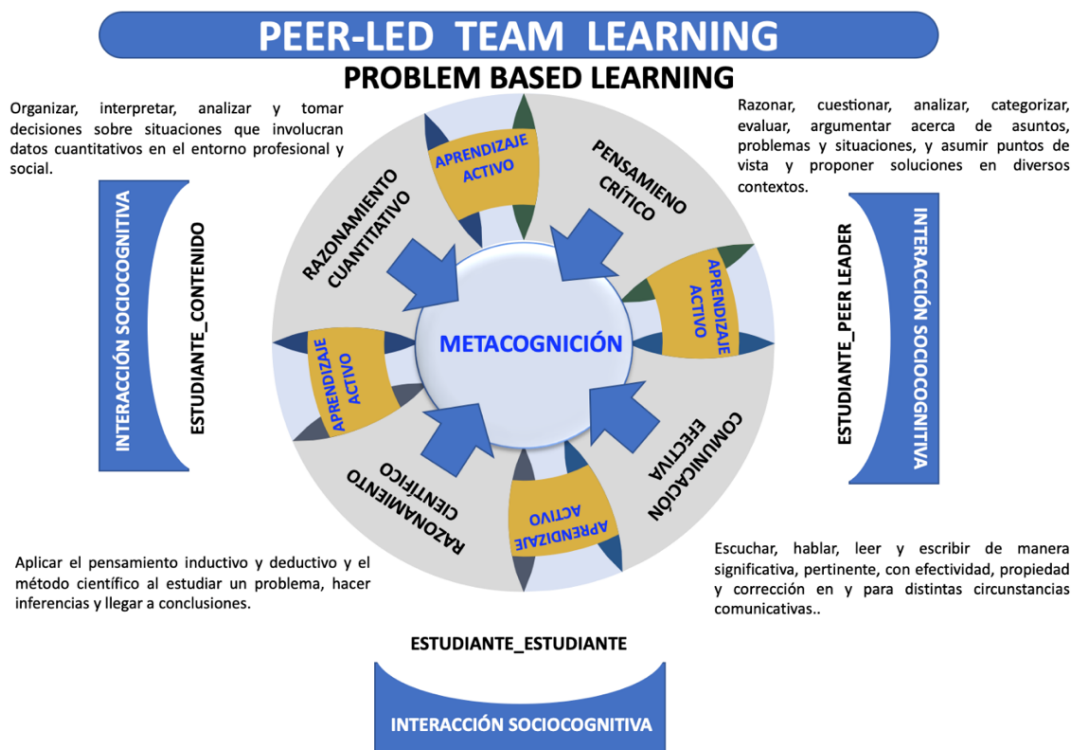 PEER-LED TEAM LEARNING
PROBLEM BASED LEARNING
Organizar, interpretar, analizar y tomar
decisiones sobre situaciones que involucran
datos cuantitativos en el entorno profesional y
social.
Razonar, cuestionar, analizar, categorizar,
evaluar, argumentar acerca de asuntos,
problemas y situaciones, y asumir puntos de
vista y proponer soluciones en diversos
contextos.
INTERACCIÓN SOCIOCOGNITIVA
ESTUDIANTE_CONTENIDO
RAZONAMIENTO
CUANTITATIVO
APRENDIZAJE
ACTIVO
PENSAMIENO
CRÍTICO
APRENDIZAJE
ACTIVO
ESTUDIANTE_PEER LEADER
INTERACCIÓN SOCIOCOGNITIVA
METACOGNICIÓN
APRENDIZAJE
ACTIVO
RAZONAMIENTO
CIENTÍFICO
APRENDIZAJE
ACTIVO
COMUNICACIÓN
EFECTIVA
Aplicar el pensamiento inductivo y deductivo y el
método científico al estudiar un problema, hacer
inferencias y llegar a conclusiones.
Escuchar, hablar, leer y escribir de manera
significativa, pertinente, con efectividad, propiedad
y corrección en y para distintas circunstancias
comunicativas..
ESTUDIANTE_ESTUDIANTE
INTERACCIÓN SOCIOCOGNITIVA